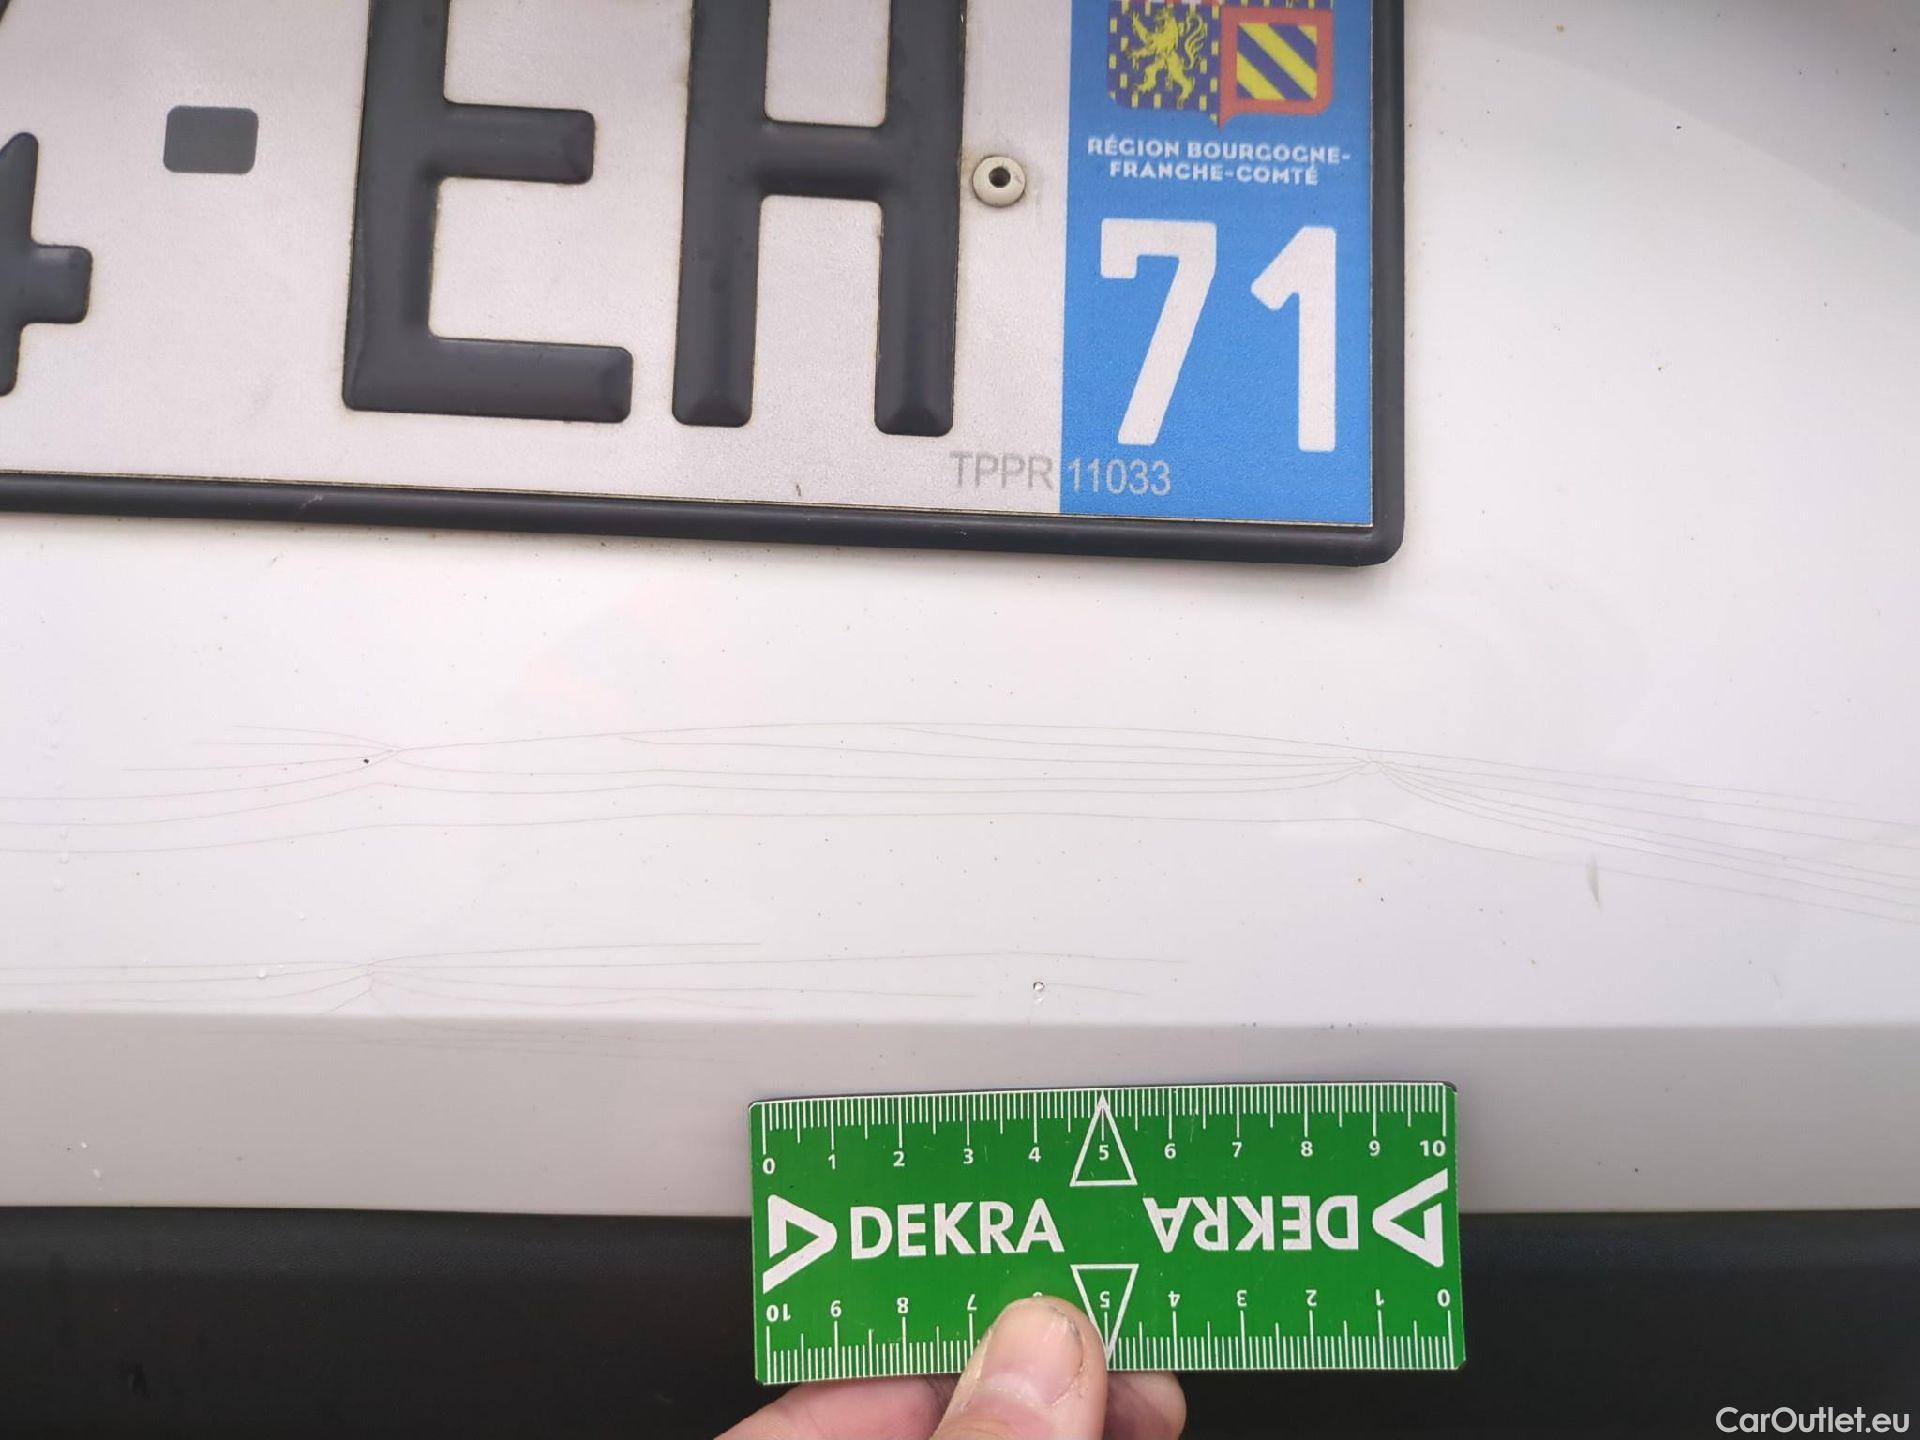 4-EH
RÉGION BOURGOGNE-
FRANCHE-COMTÉ
71
TPPR 11033
0 1 2 3 4 5 6 7 8 9 10
DEKRA DEKRA
10 9 8 7 5 4 3 2 1 0
CarOutlet.eu